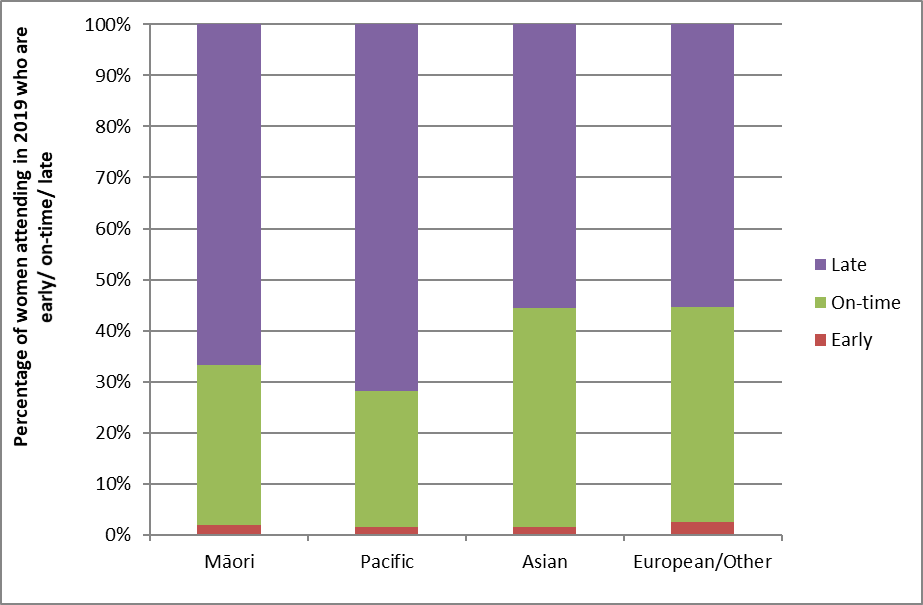 Percentage of women attending in 2019 who are
early/ on-time/ late
100%
90%
80%
70%
60%
50%
40%
30%
20%
10%
0%
Māori Pacific Asian European/Other
Late
On-time
Early